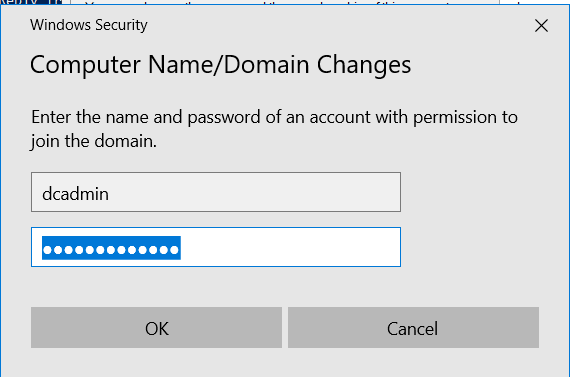 Windows Security
Computer Name/Domain Changes
Enter the name and password of an account with permission to
join the domain.
dcadmin
●●●●●●●●●●●●●
OK
Cancel